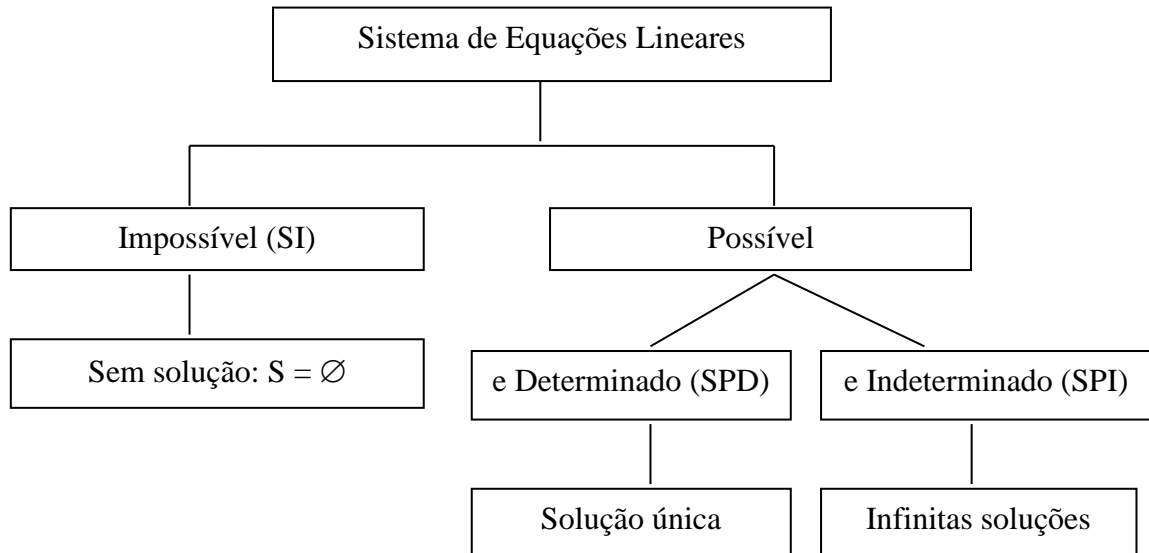 Sistema de Equações Lineares
Impossível (SI)
Possível
Sem solução: S = ∅
e Determinado (SPD)
e Indeterminado (SPI)
Solução única
Infinitas soluções